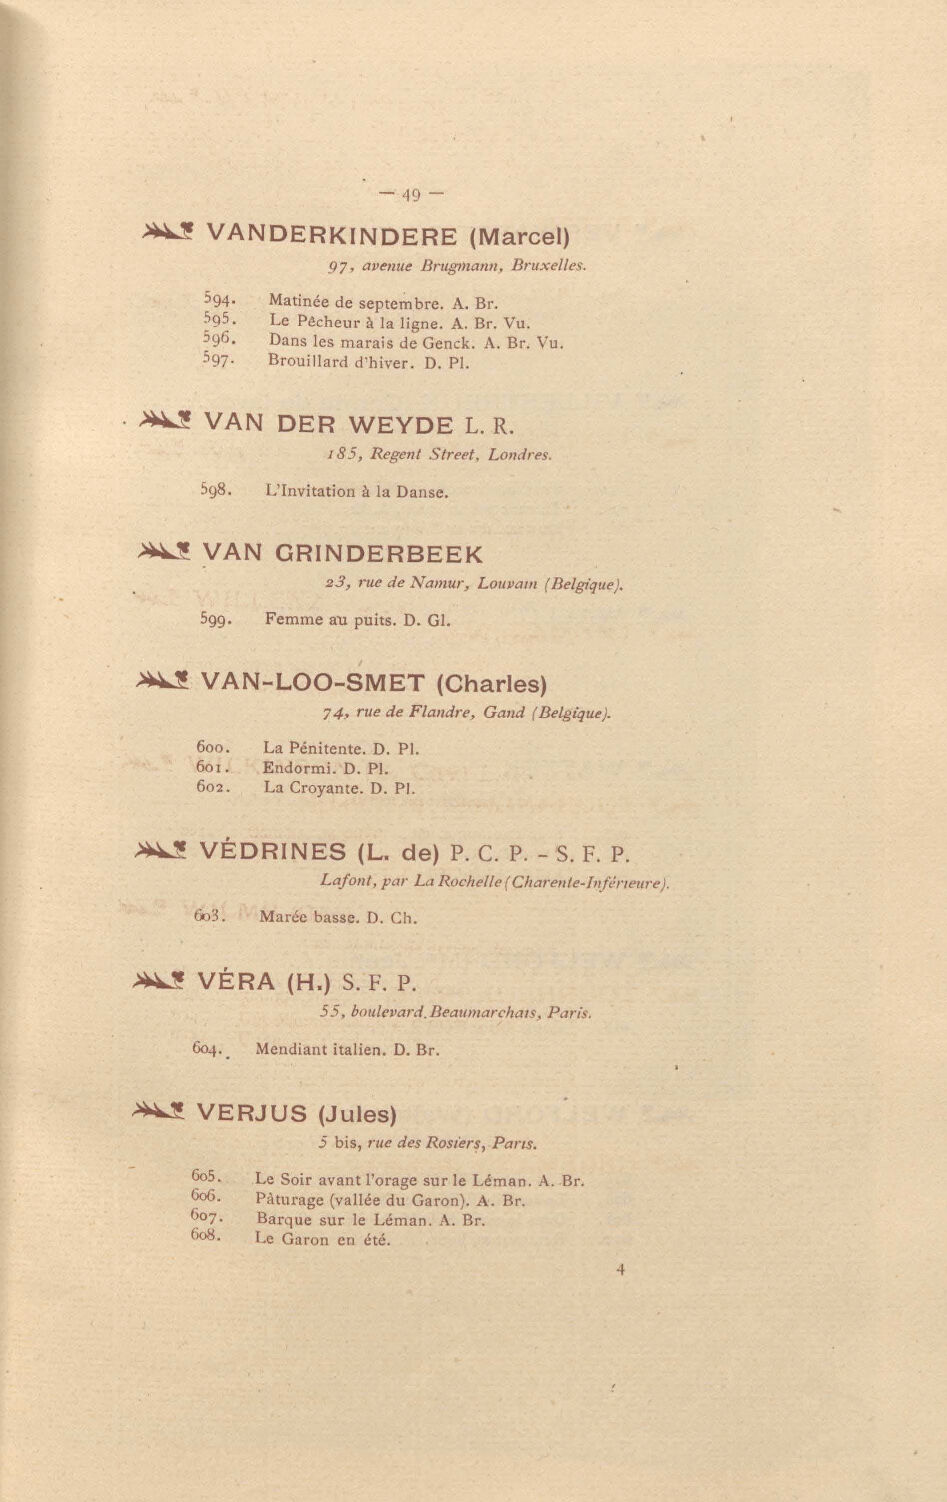 — 49 —
VANDERKINDERE (Marcel)
97, avenue Brugmann, Bruxelles.
594. Matinée de septembre. A. Br.
595. Le Pêcheur à la ligne. A. Br. Vu.
596. Dans les marais de Genck. A. Br. Vu.
597. Brouillard d'hiver. D. Pl.
VAN DER WEYDE L. R.
185, Regent Street, Londres.
598. L'Invitation à la Danse.
VAN GRINDERBEEK
23, rue de Namur, Louvain (Belgique).
599. Femme au puits. D. Gl.
VAN-LOO-SMET (Charles)
74, rue de Flandre, Gand (Belgique).
600. La Pénitente. D. Pl.
601. Endormi. D. Pl.
602. La Croyante. D. Pl.
VÉDRINES (L. de) P. C. P. – S. F. P.
Lafont, par La Rochelle (Charente-Inférieure).
603. Marée basse. D. Ch.
VÉRA (H.) S. F. P.
55, boulevard Beaumarchais, Paris.
604. Mendiant italien. D. Br.
VERJUS (Jules)
5 bis, rue des Rosiers, Paris.
605. Le Soir avant l'orage sur le Léman. A. Br.
606. Pâturage (vallée du Garon). A. Br.
607. Barque sur le Léman. A. Br.
608. Le Garon en été.
4